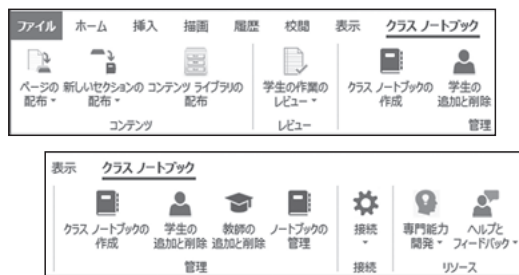 ファイル ホーム 挿入 描画 履歴 校閲 表示 クラス ノートブック
ページの 新しいセクションの コンテンツ ライブラリの 学生の作業の クラス ノートブックの 学生の
配布 配布 配布 レビュー 作成 追加と削除
コンテンツ レビュー 管理
表示 クラス ノートブック
クラス ノートブックの 学生の 教師の ノートブックの 接続 専門能力 ヘルプと
作成 追加と削除 追加と削除 管理 開発 フィードバック
管理 接続 リソース